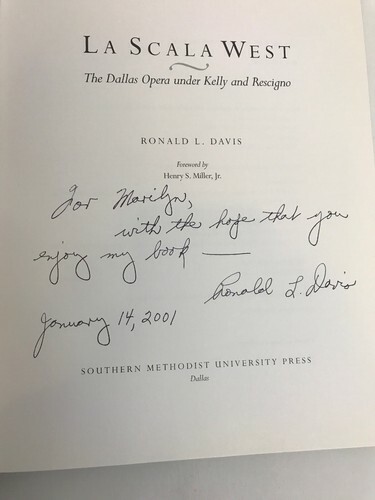 LA SCALA WEST
The Dallas Opera under Kelly and Rescigno
RONALD L. DAVIS
Foreword by
Henry S. Miller, Jr.
For Marilyn,
with the hope that you
enjoy my book —
Ronald L. Davis
January 14, 2001
SOUTHERN METHODIST UNIVERSITY PRESS
Dallas